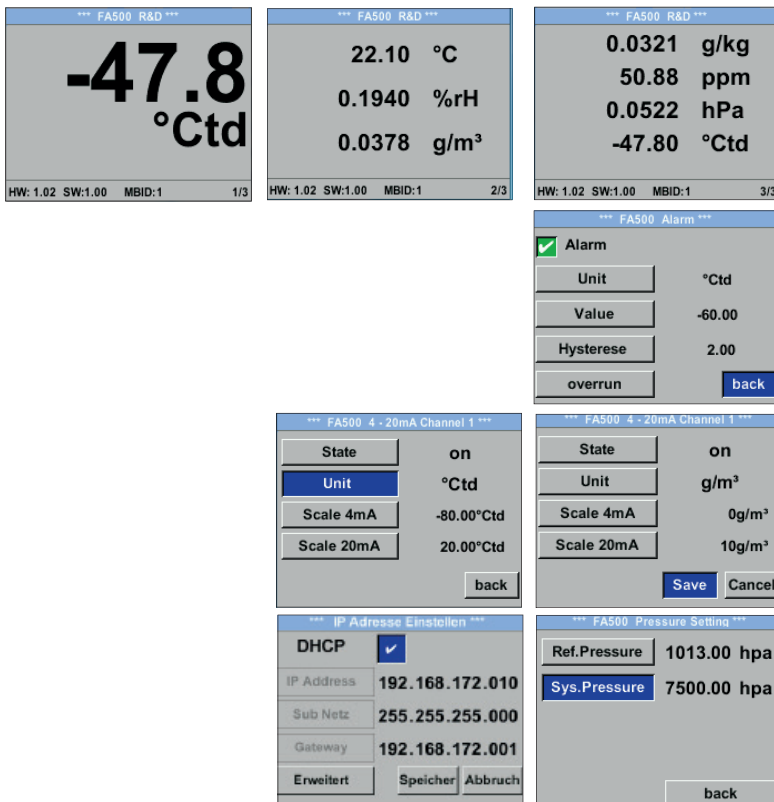 *** FA500 R&D ***
-47.8
°Ctd
HW: 1.02 SW:1.00 MBID:1 1/3
*** FA500 R&D ***
22.10 °C
0.1940 %rH
0.0378 g/m³
HW: 1.02 SW:1.00 MBID:1 2/3
*** FA500 R&D ***
0.0321 g/kg
50.88 ppm
0.0522 hPa
-47.80 °Ctd
HW: 1.02 SW:1.00 MBID:1 3/3
*** FA500 Alarm ***
Alarm
Unit °Ctd
Value -60.00
Hysterese 2.00
overrun back
*** FA500 4 - 20mA Channel 1 ***
State on
Unit °Ctd
Scale 4mA -80.00°Ctd
Scale 20mA 20.00°Ctd
back
*** FA500 4 - 20mA Channel 1 ***
State on
Unit g/m³
Scale 4mA 0g/m³
Scale 20mA 10g/m³
Save Cancel
*** IP Adresse Einstellen ***
DHCP
IP Address 192.168.172.010
Sub Netz 255.255.255.000
Gateway 192.168.172.001
Erweitert Speicher Abbruch
*** FA500 Pressure Setting ***
Ref.Pressure 1013.00 hpa
Sys.Pressure 7500.00 hpa
back